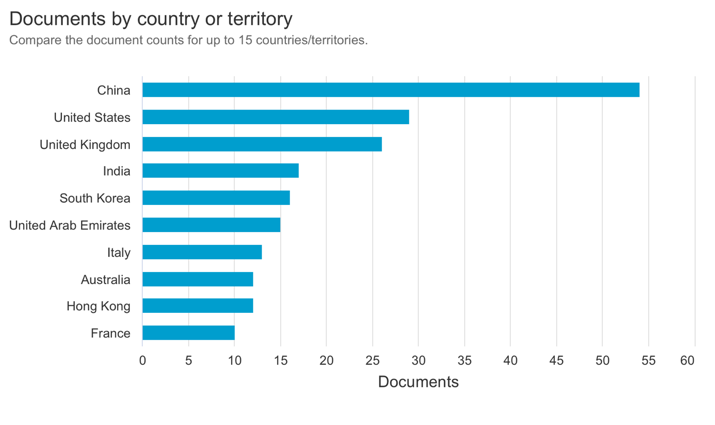 Documents by country or territory
Compare the document counts for up to 15 countries/territories.
China
United States
United Kingdom
India
South Korea
United Arab Emirates
Italy
Australia
Hong Kong
France
0 5 10 15 20 25 30 35 40 45 50 55 60
Documents